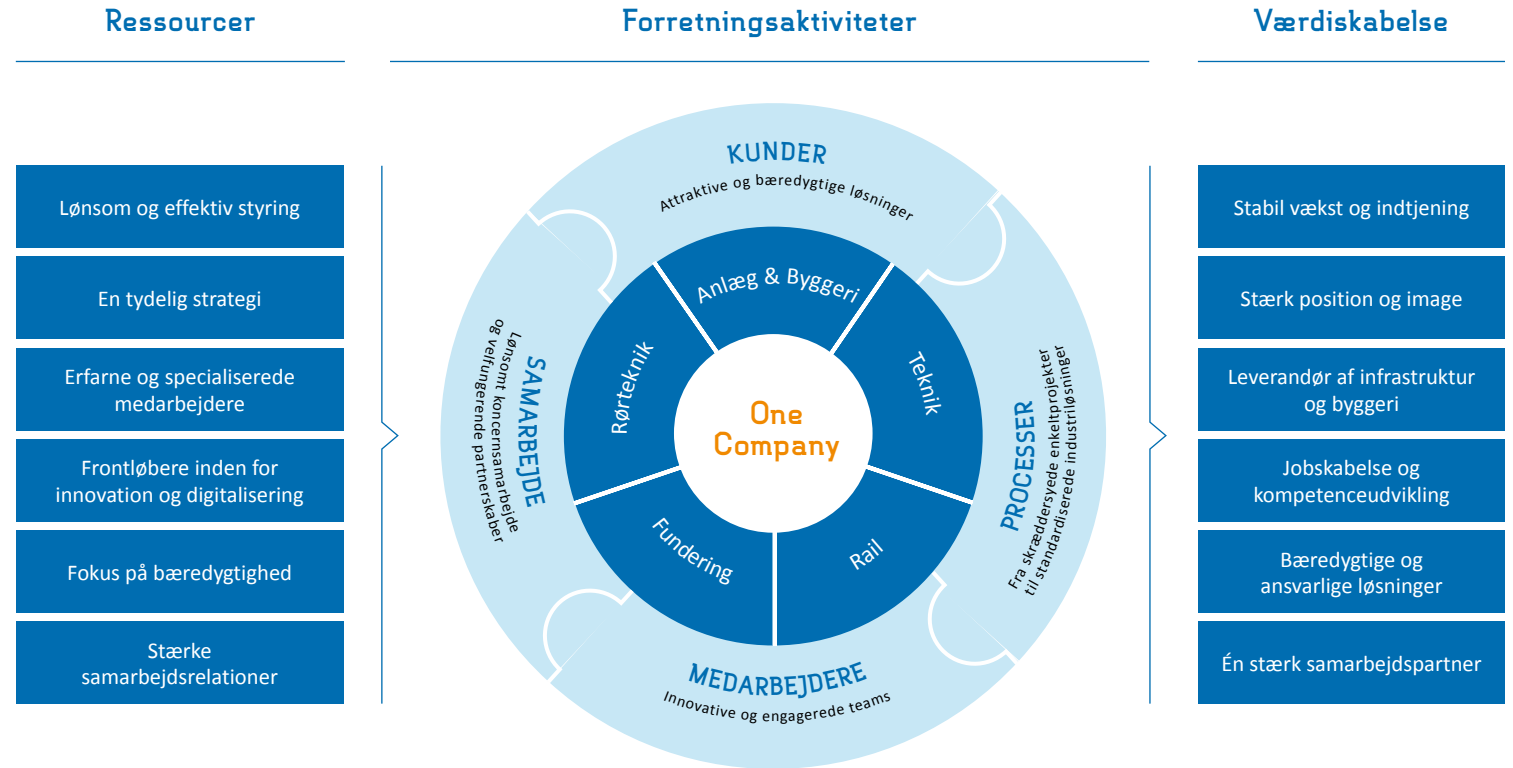 Ressourcer
Lønsom og effektiv styring
En tydelig strategi
Erfarne og specialiserede
medarbejdere
Frontløbere inden for
innovation og digitalisering
Fokus på bæredygtighed
Stærke
samarbejdsrelationer
Forretningsaktiviteter
KUNDER
Attraktive og bæredygtige løsninger
PROCESSER
Fra skræddersyede enkeltprojekter
til standardiserede industriløsninger
MEDARBEJDERE
Innovative og engagerede teams
SAMARBEJDE
Lønsomt koncernsamarbejde
og velfungerende partnerskaber
Anlæg & Byggeri
Teknik
Rail
Fundering
Rørteknik
One
Company
Værdiskabelse
Stabil vækst og indtjening
Stærk position og image
Leverandør af infrastruktur
og byggeri
Jobskabelse og
kompetenceudvikling
Bæredygtige og
ansvarlige løsninger
Én stærk samarbejdspartner